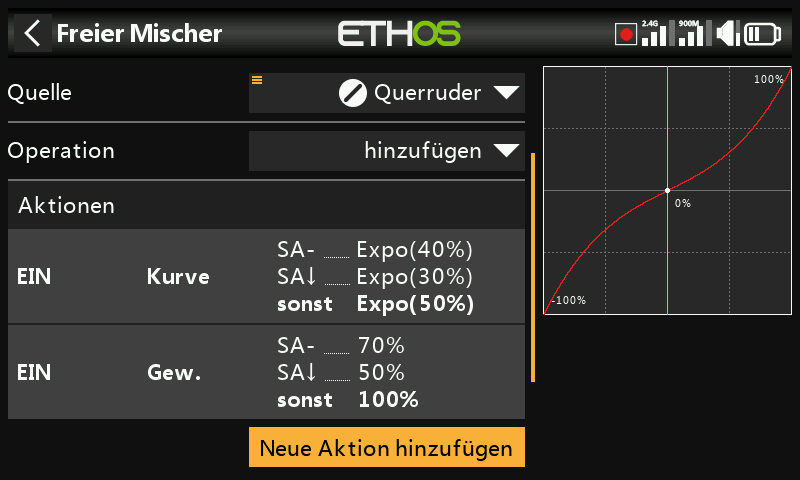 Freier Mischer
ETHOS
2.4G
900M
Quelle
Querruder
Operation
hinzufügen
Aktionen
EIN
Kurve
SA- Expo(40%)
SA↓ Expo(30%)
sonst Expo(50%)
EIN
Gew.
SA- 70%
SA↓ 50%
sonst 100%
Neue Aktion hinzufügen
100%
0%
-100%